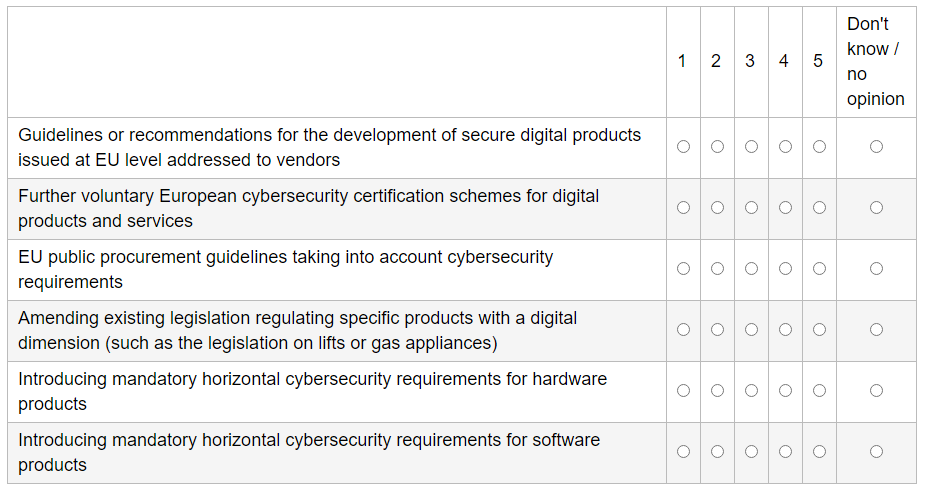 Don't
know /
1 2 3 4 5
no
opinion
Guidelines or recommendations for the development of secure digital products
issued at EU level addressed to vendors
Further voluntary European cybersecurity certification schemes for digital
products and services
EU public procurement guidelines taking into account cybersecurity
requirements
Amending existing legislation regulating specific products with a digital
dimension (such as the legislation on lifts or gas appliances)
Introducing mandatory horizontal cybersecurity requirements for hardware
products
Introducing mandatory horizontal cybersecurity requirements for software
products